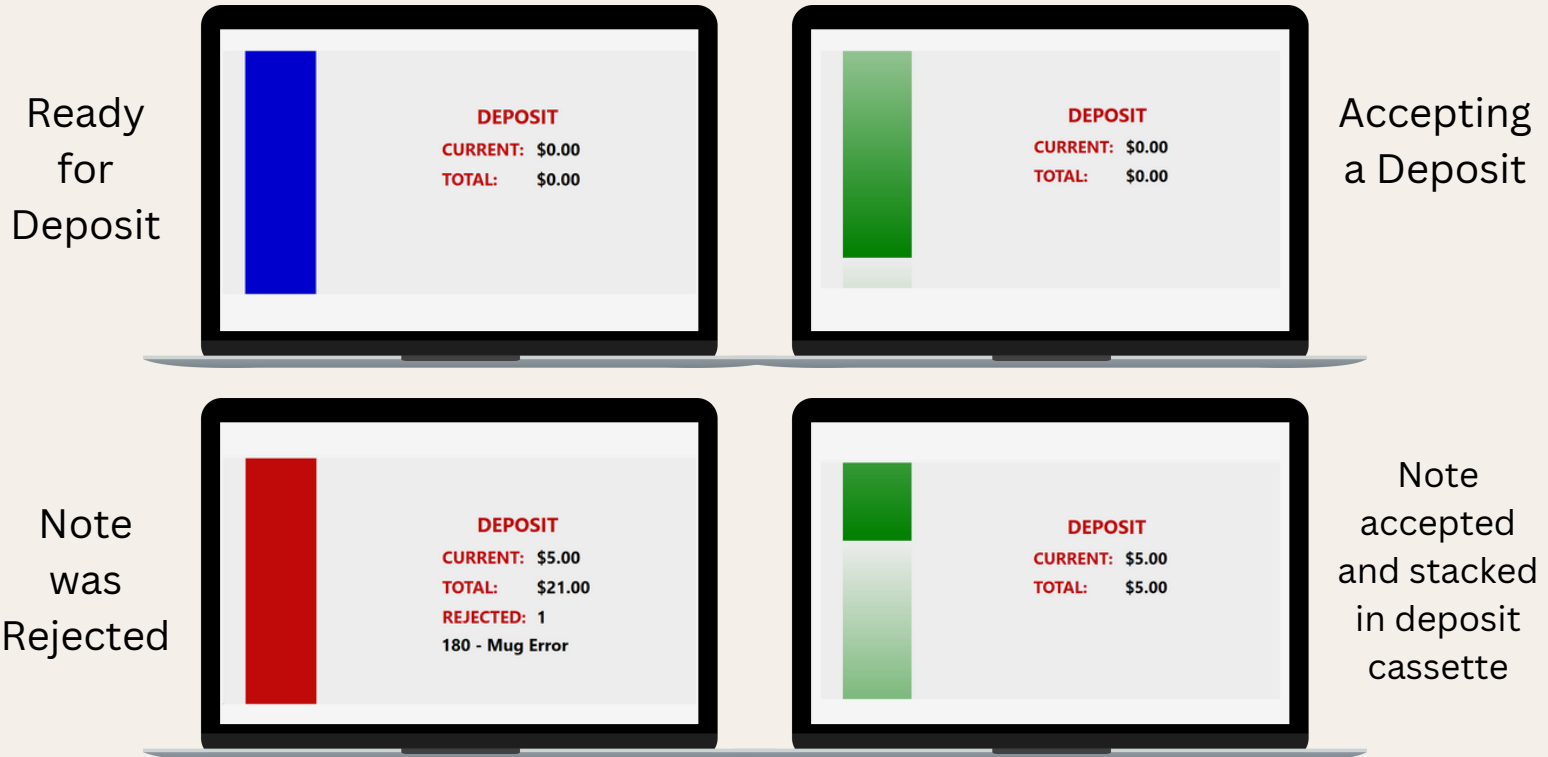 Ready
for
Deposit
DEPOSIT
CURRENT: $0.00
TOTAL: $0.00
DEPOSIT
CURRENT: $0.00
TOTAL: $0.00
Accepting
a Deposit
Note
was
Rejected
DEPOSIT
CURRENT: $5.00
TOTAL: $21.00
REJECTED: 1
180 - Mug Error
DEPOSIT
CURRENT: $5.00
TOTAL: $5.00
Note
accepted
and stacked
in deposit
cassette